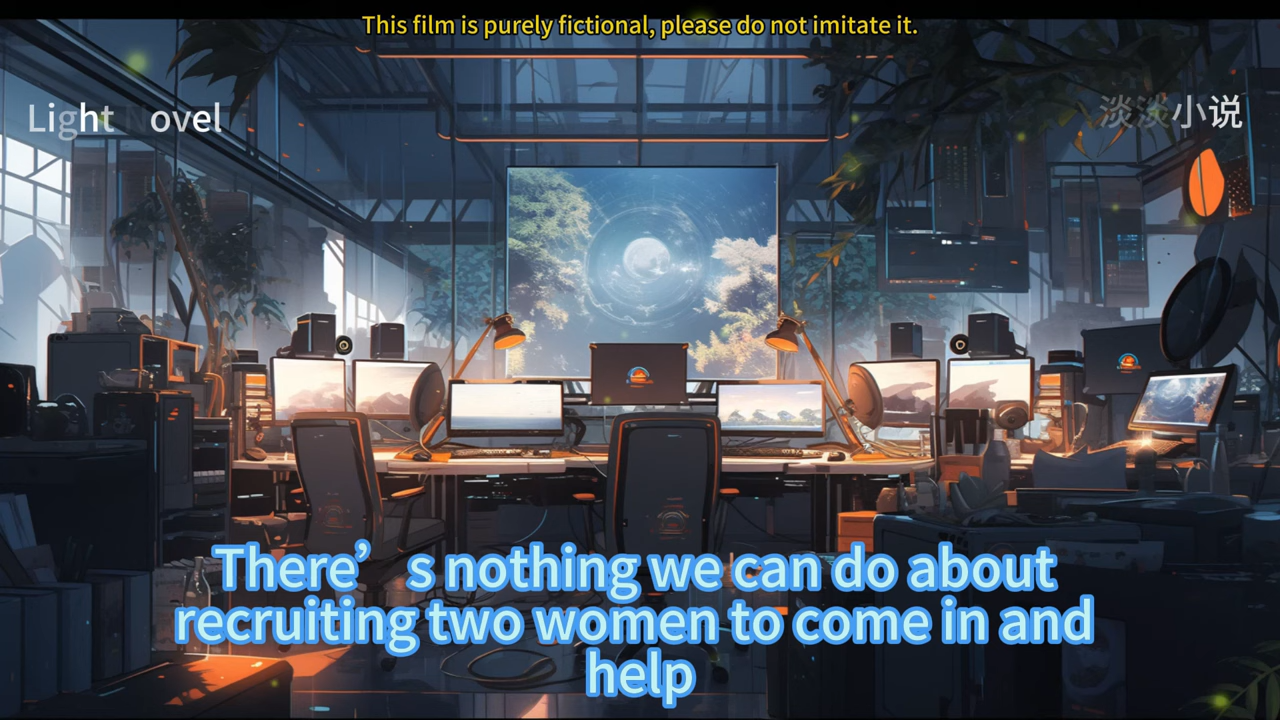 This film is purely fictional, please do not imitate it.
Light Novel
淡淡小说
There’s nothing we can do about
recruiting two women to come in and
help